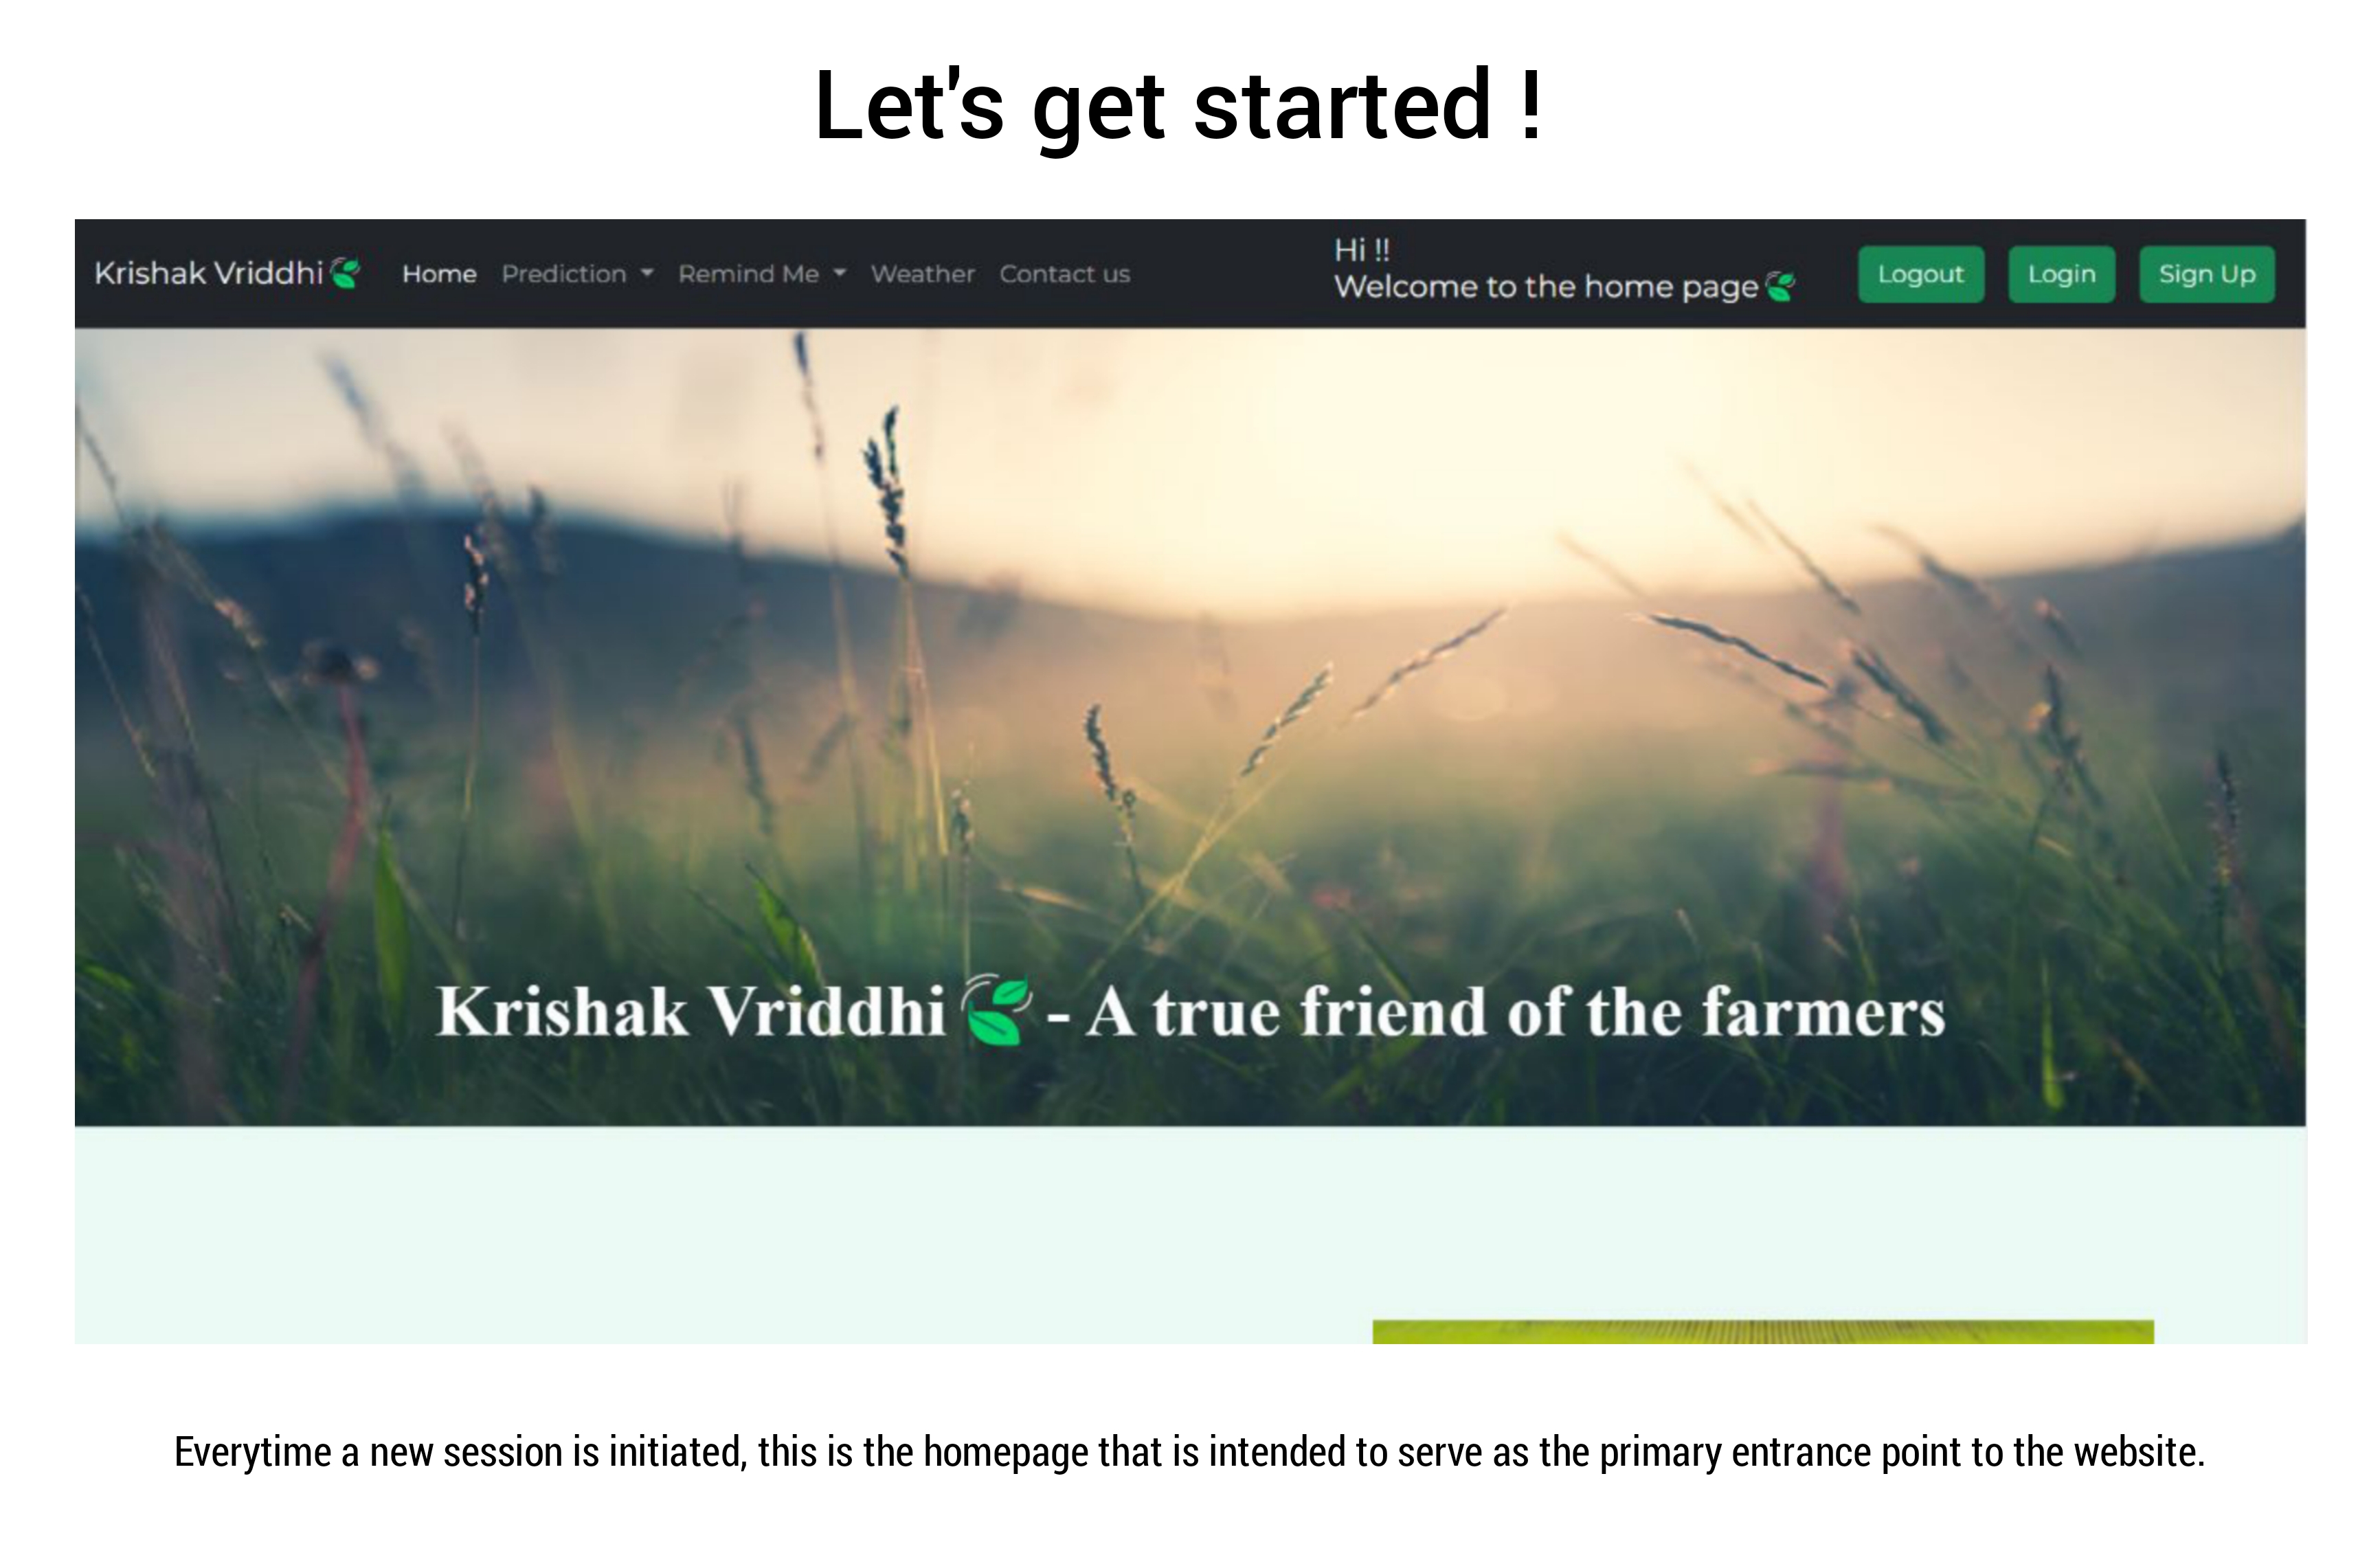 Let's get started !
Krishak Vriddhi Home Prediction Remind Me Weather Contact us
Hi !!
Welcome to the home page
Logout Login Sign Up
Krishak Vriddhi - A true friend of the farmers
Everytime a new session is initiated, this is the homepage that is intended to serve as the primary entrance point to the website.